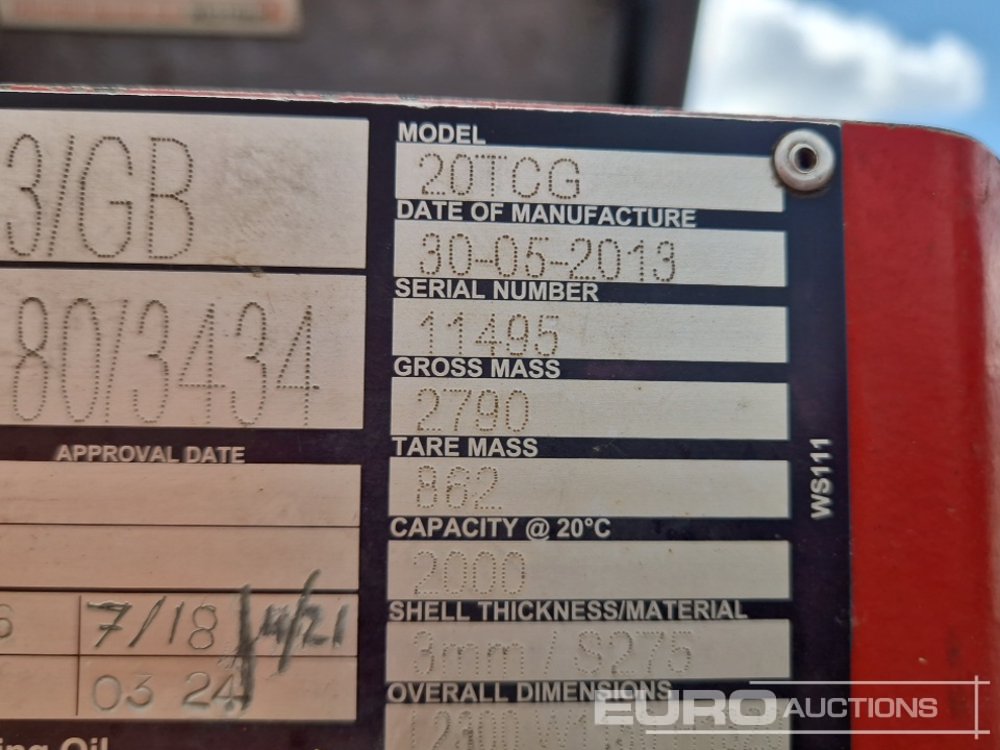 3/GB
80/3434
APPROVAL DATE
7/18 4/21
03 24
MODEL
20TCG
DATE OF MANUFACTURE
30-05-2013
SERIAL NUMBER
11495
GROSS MASS
2790
TARE MASS
862
CAPACITY @ 20°C
2000
SHELL THICKNESS/MATERIAL
3mm / S275
OVERALL DIMENSIONS
WS111
EURO AUCTIONS